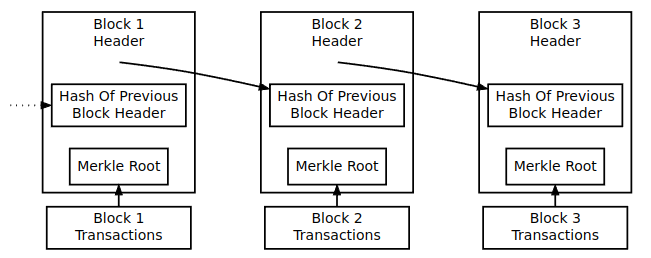 Block 1
Header
Hash Of Previous
Block Header
Merkle Root
Block 1
Transactions
Block 2
Header
Hash Of Previous
Block Header
Merkle Root
Block 2
Transactions
Block 3
Header
Hash Of Previous
Block Header
Merkle Root
Block 3
Transactions